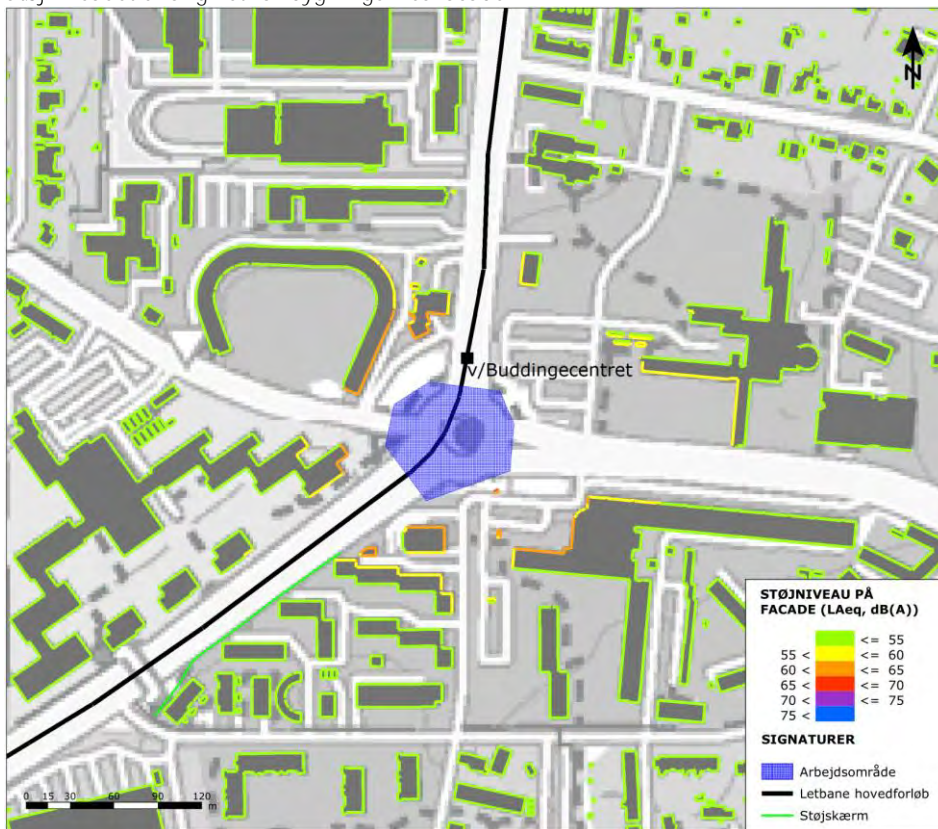 N
v/Buddingecentret
STØJNIVEAU PÅ
FACADE (LAeq, dB(A))
<= 55
55 < <= 60
60 < <= 65
65 < <= 70
70 < <= 75
75 <
SIGNATURER
Arbejdsområde
Letbane hovedforløb
Støjskærm
0 15 30 60 90 120
m